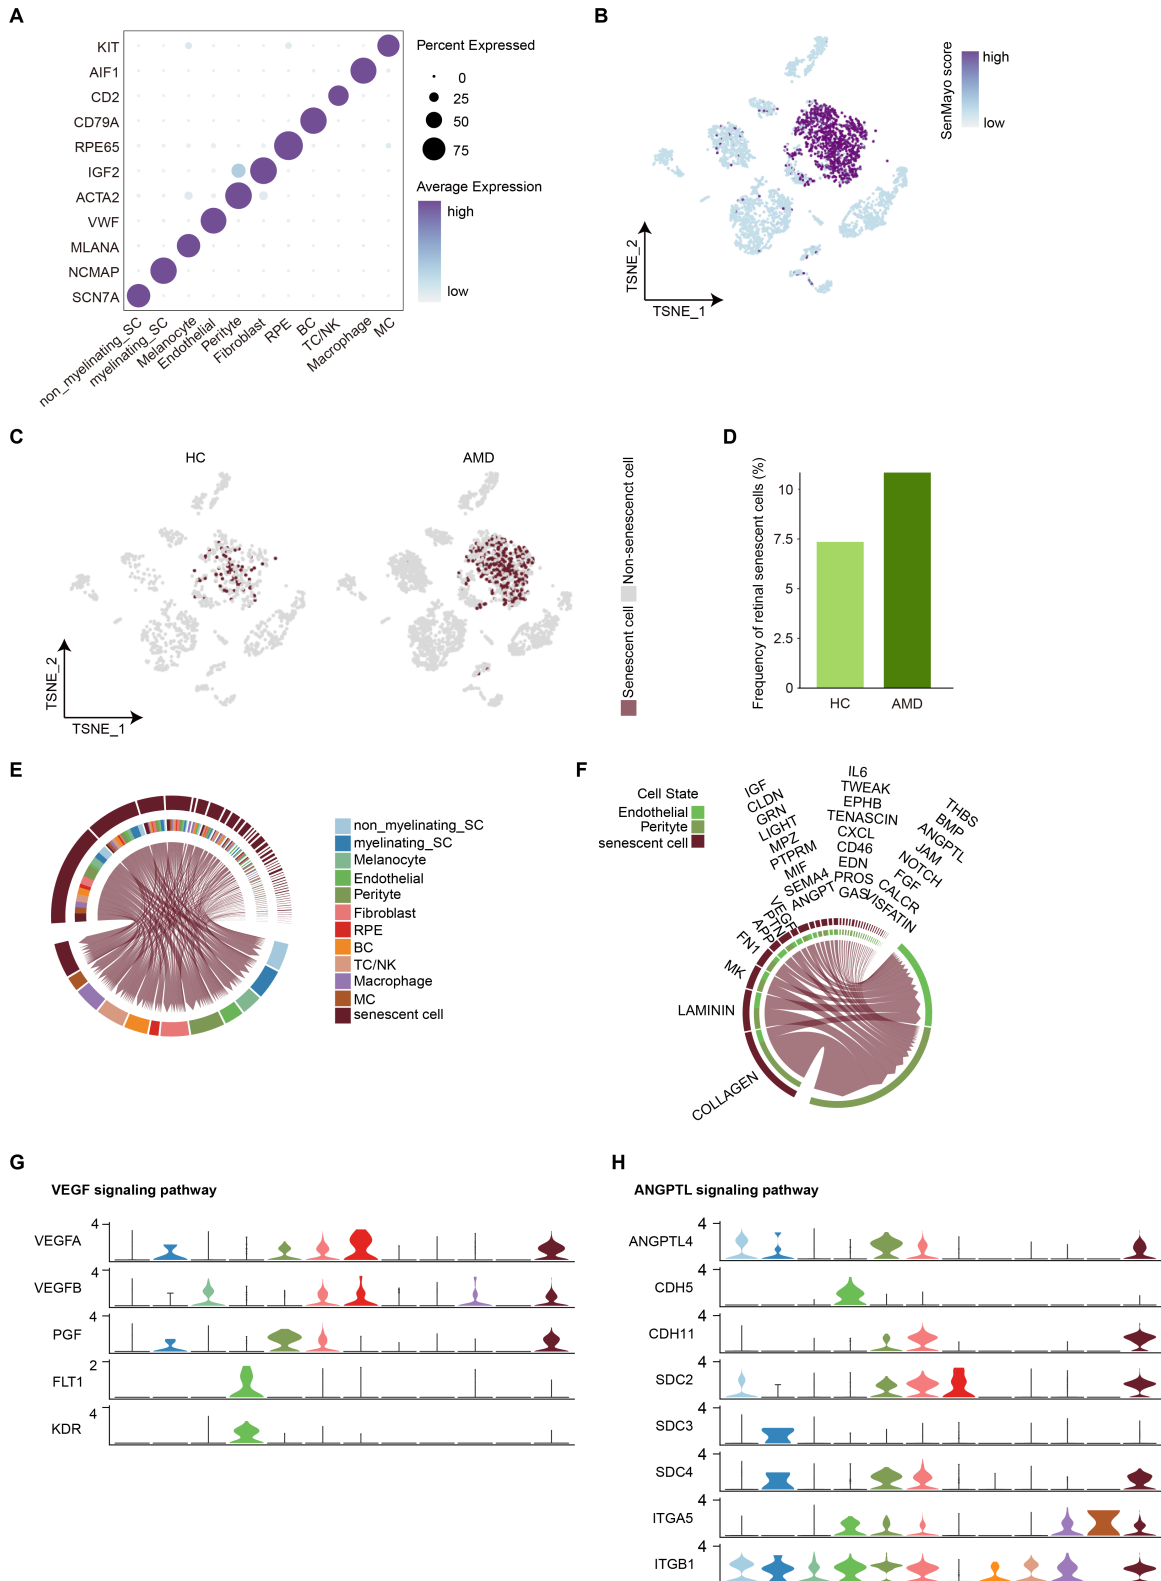 A
KIT
AIF1
CD2
CD79A
RPE65
IGF2
ACTA2
VWF
MLANA
NCMAP
SCN7A
non_myelinating_SC
myelinating_SC
Melanocyte
Endothelial
Perityte
Fibroblast
RPE
BC
TC/NK
Macrophage
MC
Percent Expressed
0
25
50
75
Average Expression
high
low
B
SenMayo score
high
low
TSNE_2
TSNE_1
C
HC
AMD
TSNE_2
TSNE_1
Senescent cell
Non-senescenct cell
D
Frequency of retinal senescent cells (%)
10
7.5
5
2.5
0
HC
AMD
E
non_myelinating_SC
myelinating_SC
Melanocyte
Endothelial
Perityte
Fibroblast
RPE
BC
TC/NK
Macrophage
MC
senescent cell
F
Cell State
Endothelial
Perityte
senescent cell
IGF
CLDN
GRN
LIGHT
MPZ
PTPRM
MIF
SEMA4
ANGPT
IL6
TWEAK
EPHB
TENASCIN
CXCL
CD46
EDN
PROS
GAS
THBS
BMP
ANGPTL
JAM
NOTCH
FGF
CALCR
VISFATIN
VEGF
PTN
APP
FN1
MK
LAMININ
COLLAGEN
G
VEGF signaling pathway
VEGFA
4
VEGFB
4
PGF
4
FLT1
2
KDR
4
H
ANGPTL signaling pathway
ANGPTL4
4
CDH5
4
CDH11
4
SDC2
4
SDC3
4
SDC4
4
ITGA5
4
ITGB1
4